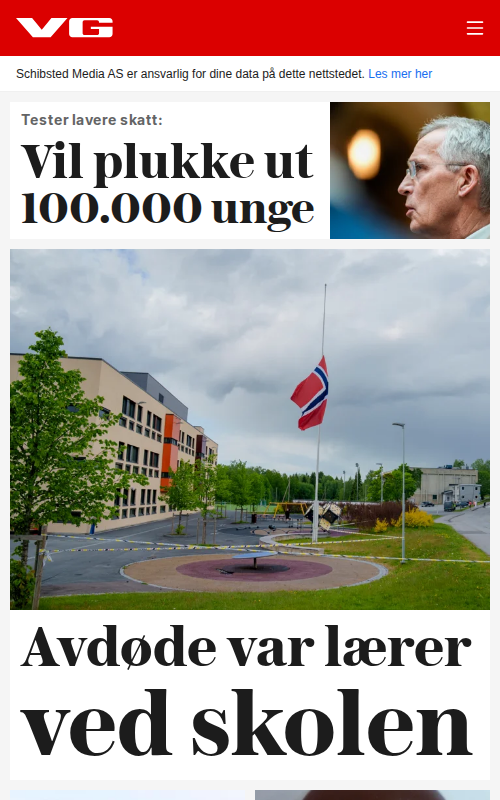 VG
Schibsted Media AS er ansvarlig for dine data på dette nettstedet. Les mer her
Tester lavere skatt:
Vil plukke ut
100.000 unge
Avdøde var lærer
ved skolen